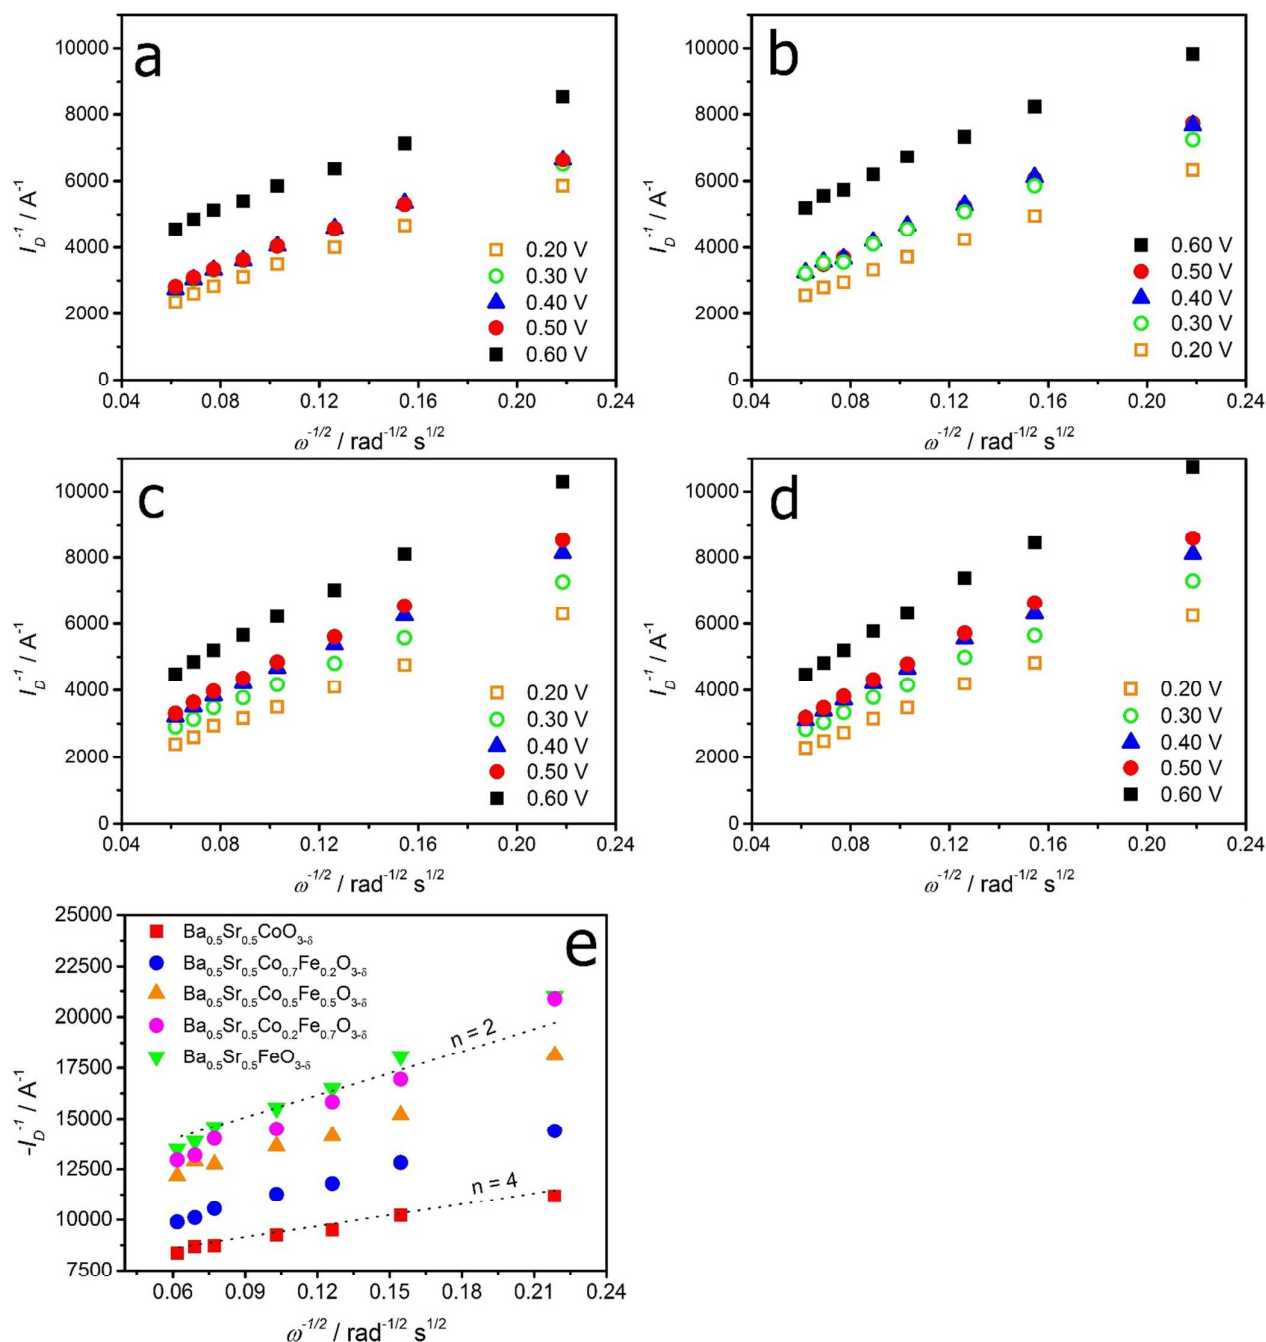 a
10000
8000
6000
4000
2000
0
I_D^-1 / A^-1
0.20 V
0.30 V
0.40 V
0.50 V
0.60 V
0.04 0.08 0.12 0.16 0.20 0.24
ω^-1/2 / rad^-1/2 s^1/2
b
10000
8000
6000
4000
2000
0
I_D^-1 / A^-1
0.60 V
0.50 V
0.40 V
0.30 V
0.20 V
0.04 0.08 0.12 0.16 0.20 0.24
ω^-1/2 / rad^-1/2 s^1/2
c
10000
8000
6000
4000
2000
0
I_D^-1 / A^-1
0.20 V
0.30 V
0.40 V
0.50 V
0.60 V
0.04 0.08 0.12 0.16 0.20 0.24
ω^-1/2 / rad^-1/2 s^1/2
d
10000
8000
6000
4000
2000
0
I_D^-1 / A^-1
0.20 V
0.30 V
0.40 V
0.50 V
0.60 V
0.04 0.08 0.12 0.16 0.20 0.24
ω^-1/2 / rad^-1/2 s^1/2
e
25000
22500
20000
17500
15000
12500
10000
7500
-I_D^-1 / A^-1
Ba0.5Sr0.5CoO3-δ
Ba0.5Sr0.5Co0.7Fe0.2O3-δ
Ba0.5Sr0.5Co0.5Fe0.5O3-δ
Ba0.5Sr0.5Co0.2Fe0.7O3-δ
Ba0.5Sr0.5FeO3-δ
n = 2
n = 4
0.06 0.09 0.12 0.15 0.18 0.21 0.24
ω^-1/2 / rad^-1/2 s^1/2